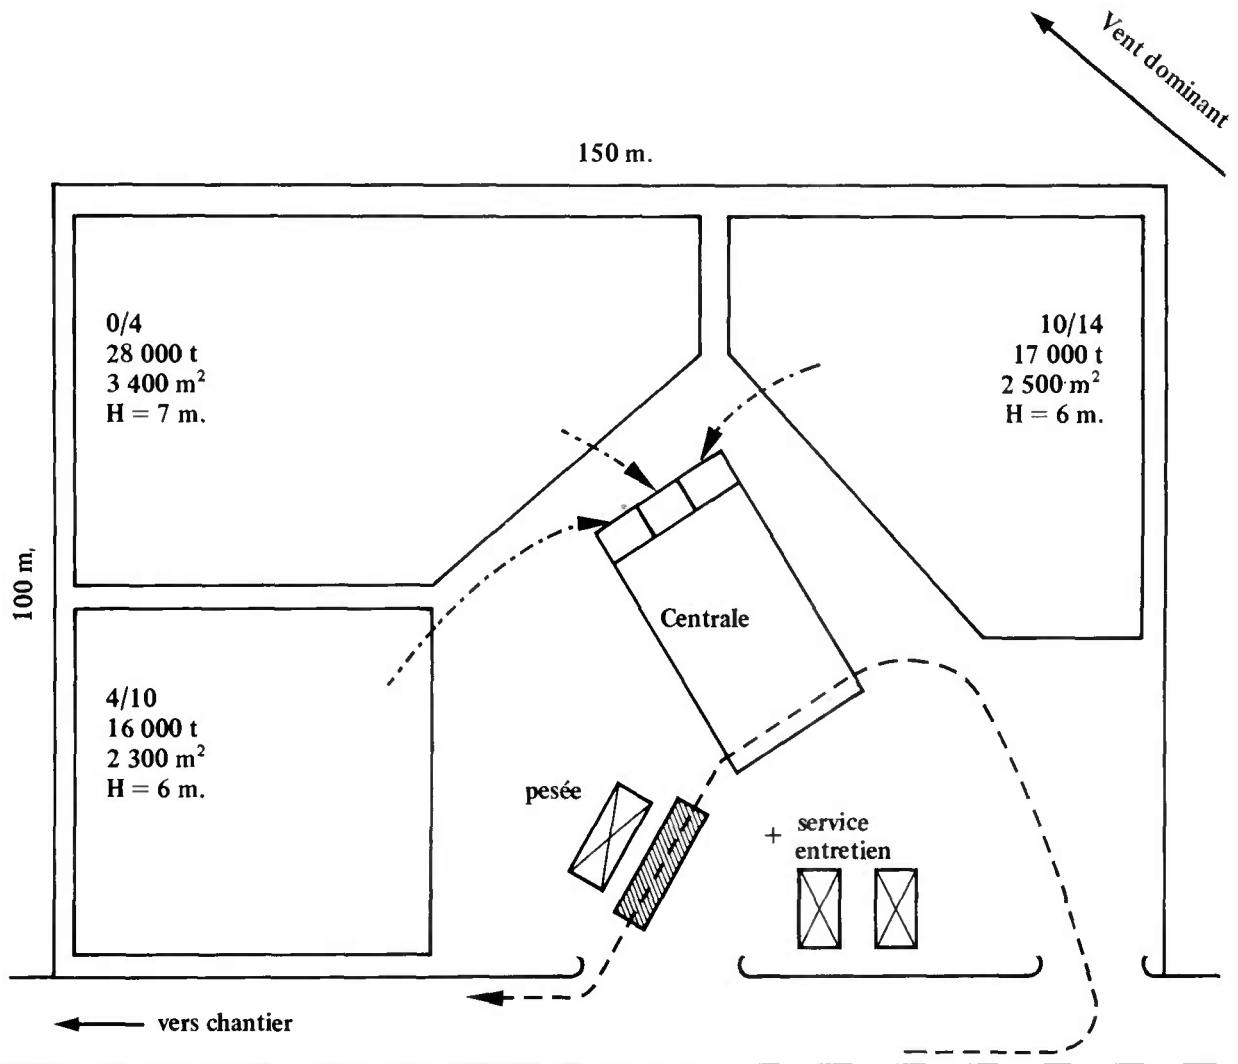 Vent dominant
150 m.
0/4
28 000 t
3 400 m²
H = 7 m.
10/14
17 000 t
2 500 m²
H = 6 m.
100 m,
Centrale
4/10
16 000 t
2 300 m²
H = 6 m.
pesée
+ service
entretien
vers chantier